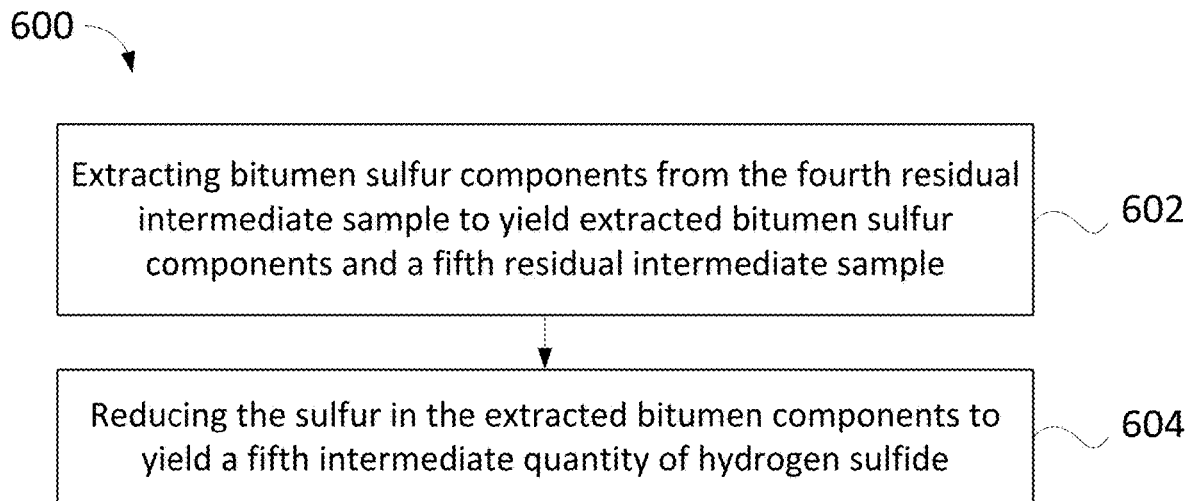 600
Extracting bitumen sulfur components from the fourth residual
intermediate sample to yield extracted bitumen sulfur
components and a fifth residual intermediate sample
602
Reducing the sulfur in the extracted bitumen components to
yield a fifth intermediate quantity of hydrogen sulfide
604